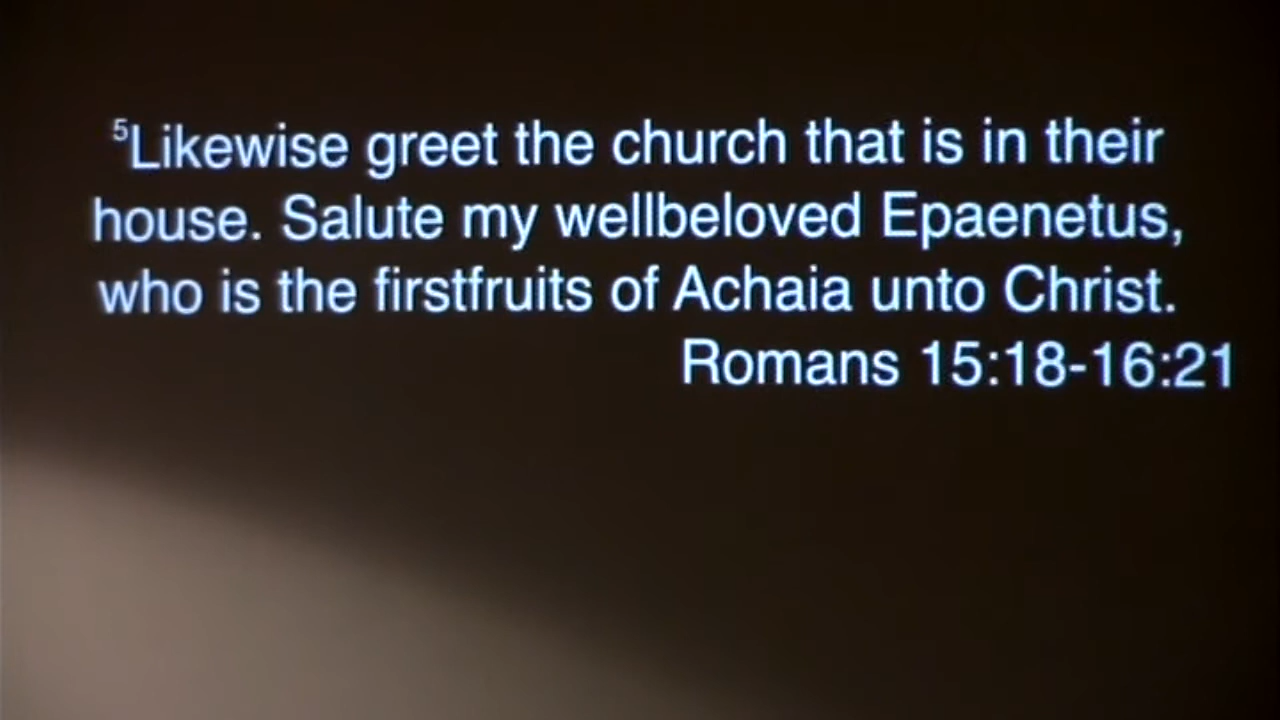 ⁵Likewise greet the church that is in their
house. Salute my wellbeloved Epaenetus,
who is the firstfruits of Achaia unto Christ.
Romans 15:18-16:21